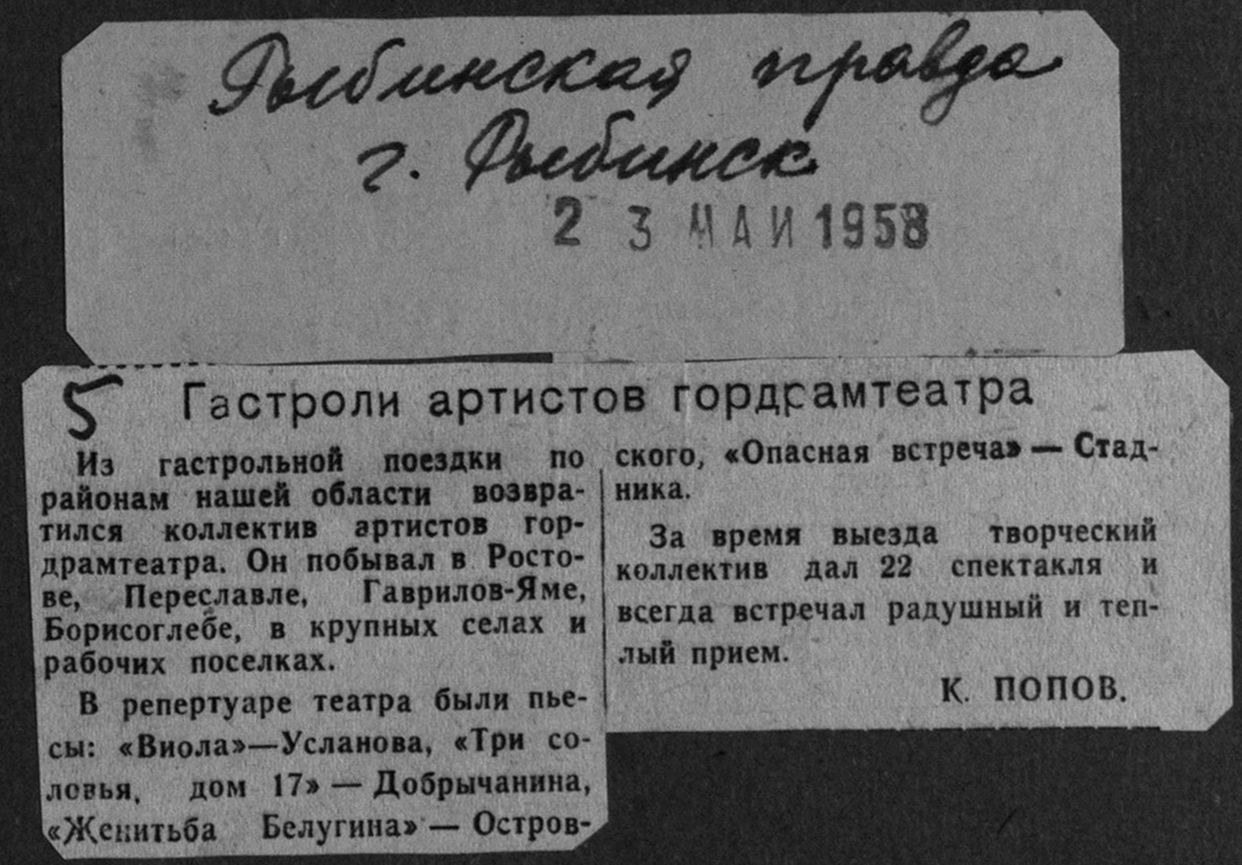 Рыбинская правда
г. Рыбинск
23 МАЙ 1958
5
Гастроли артистов гордрамтеатра
Из гастрольной поездки по
районам нашей области возвра-
тился коллектив артистов гор-
драмтеатра. Он побывал в Росто-
ве, Переславле, Гаврилов-Яме,
Борисоглебе, в крупных селах и
рабочих поселках.
В репертуаре театра были пье-
сы: «Виола»—Усланова, «Три со-
ловья, дом 17» — Добрычанина,
«Женитьба Белугина» — Остров-
ского, «Опасная встреча» — Стад-
ника.
За время выезда творческий
коллектив дал 22 спектакля и
всегда встречал радушный и теп-
лый прием.
К. ПОПОВ.